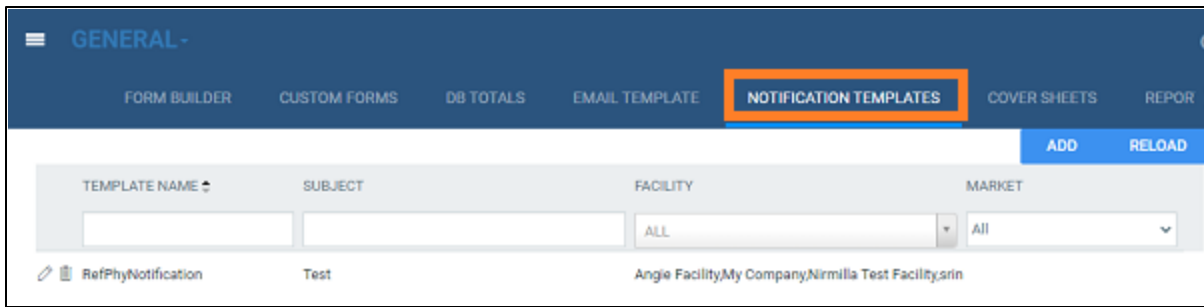 GENERAL-
FORM BUILDER CUSTOM FORMS DB TOTALS EMAIL TEMPLATE NOTIFICATION TEMPLATES COVER SHEETS REPOR
ADD RELOAD
TEMPLATE NAME SUBJECT FACILITY MARKET
ALL All
RefPhyNotification Test Angie Facility,My Company,Nirmilla Test Facility,srin